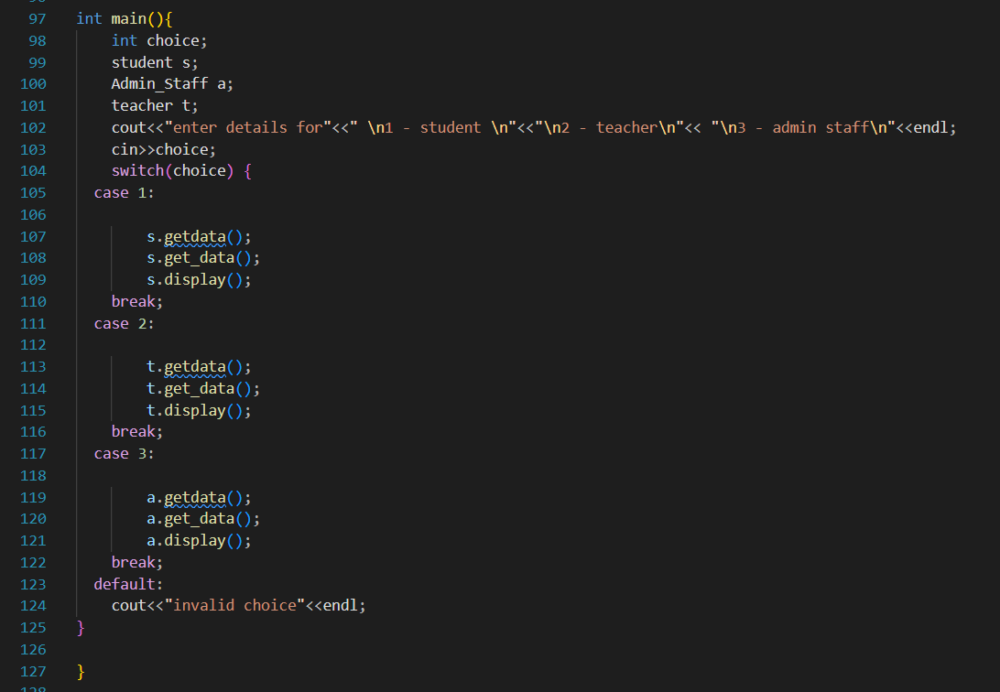 97 int main(){
98 int choice;
99 student s;
100 Admin_Staff a;
101 teacher t;
102 cout<<"enter details for"<<" \n1 - student \n"<<"\n2 - teacher\n"<< "\n3 - admin staff\n"<<endl;
103 cin>>choice;
104 switch(choice) {
105 case 1:
106
107 s.getdata();
108 s.get_data();
109 s.display();
110 break;
111 case 2:
112
113 t.getdata();
114 t.get_data();
115 t.display();
116 break;
117 case 3:
118
119 a.getdata();
120 a.get_data();
121 a.display();
122 break;
123 default:
124 cout<<"invalid choice"<<endl;
125 }
126
127 }